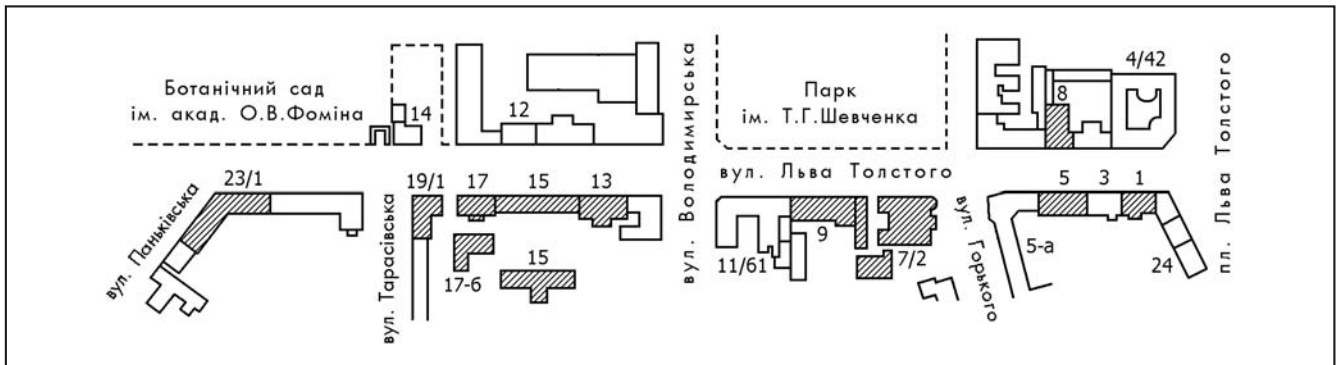 Ботанічний сад
ім. акад. О.В.Фоміна
14
12
вул. Володимирська
Парк
ім. Т.Г.Шевченка
8
4/42
пл. Льва Толстого
вул. Льва Толстого
вул. Паньківська
23/1
вул. Тарасівська
19/1
17
15
13
17-б
15
11/61
9
7/2
вул. Горького
5
3
1
5-а
24